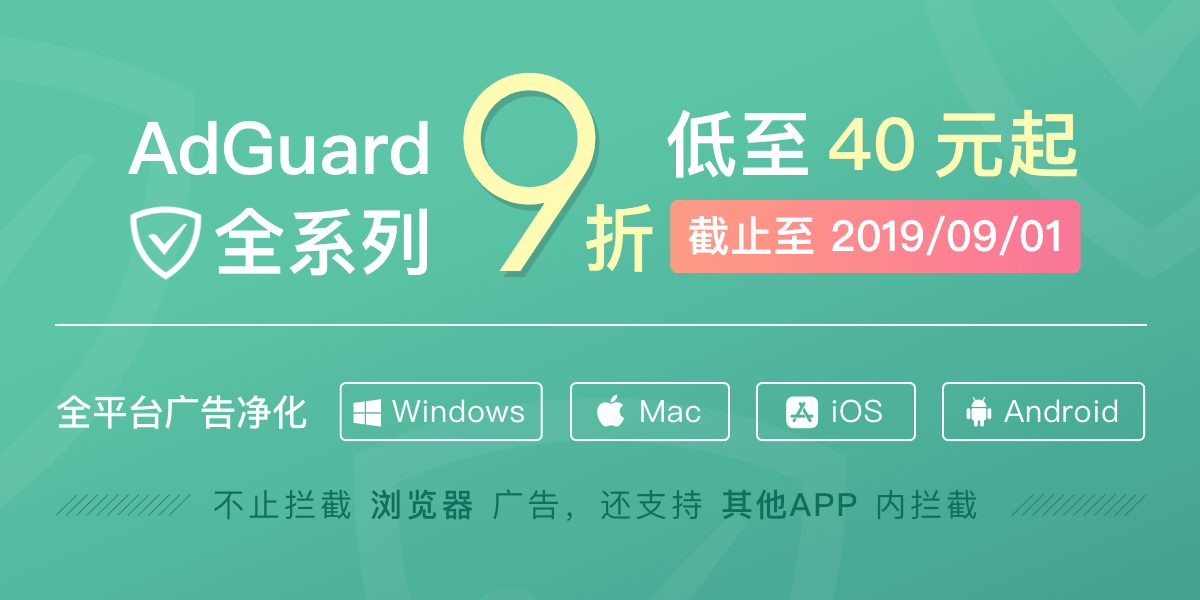 AdGuard
全系列
9折
低至 40 元起
截止至 2019/09/01
全平台广告净化
Windows
Mac
iOS
Android
不止拦截 浏览器 广告，还支持 其他APP 内拦截